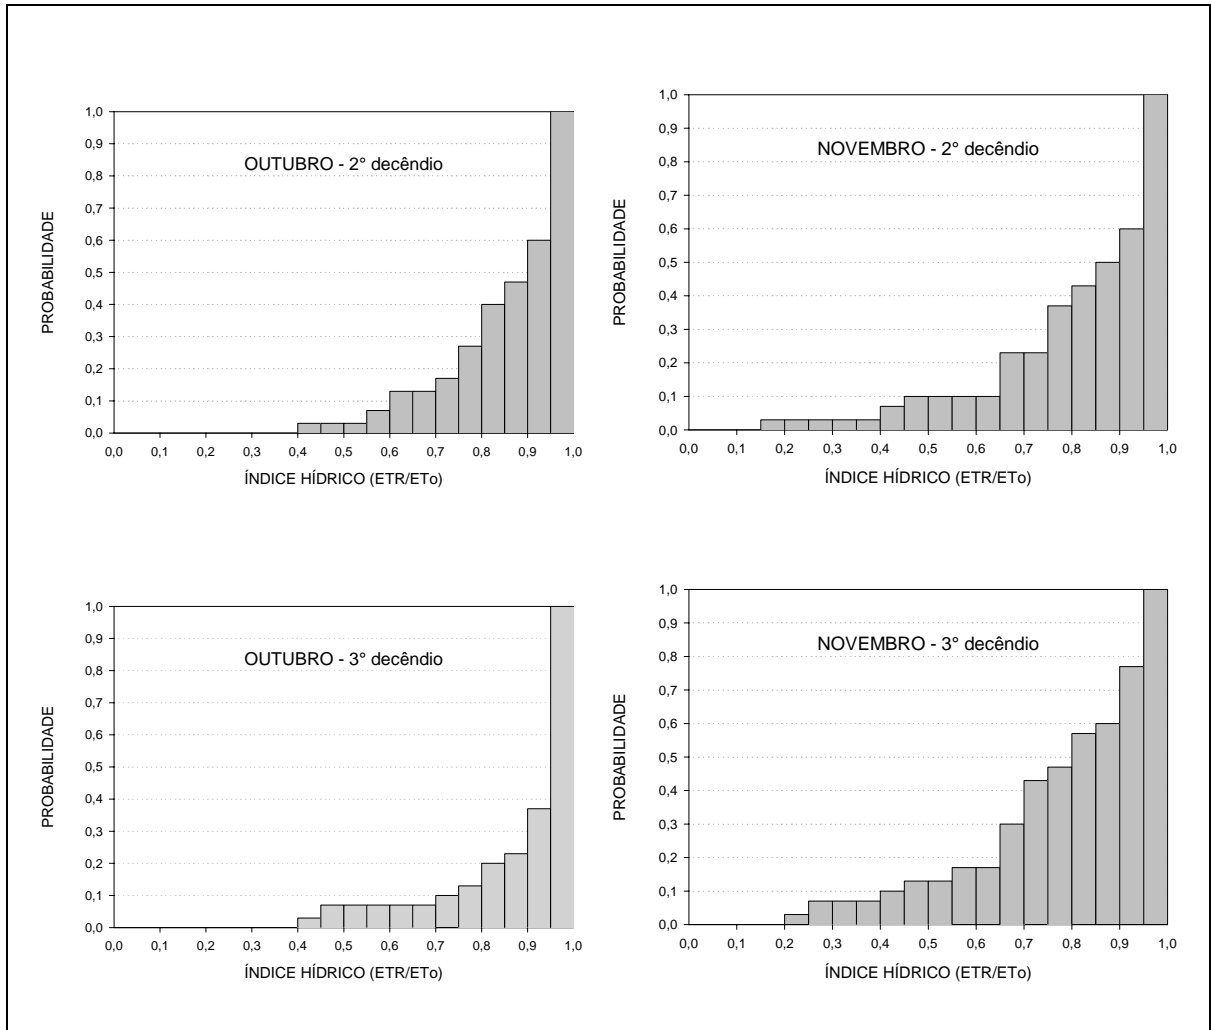 OUTUBRO - 2° decêndio
PROBABILIDADE
1,0
0,9
0,8
0,7
0,6
0,5
0,4
0,3
0,2
0,1
0,0
0,0 0,1 0,2 0,3 0,4 0,5 0,6 0,7 0,8 0,9 1,0
ÍNDICE HÍDRICO (ETR/ETo)
NOVEMBRO - 2° decêndio
PROBABILIDADE
1,0
0,9
0,8
0,7
0,6
0,5
0,4
0,3
0,2
0,1
0,0
0,0 0,1 0,2 0,3 0,4 0,5 0,6 0,7 0,8 0,9 1,0
ÍNDICE HÍDRICO (ETR/ETo)
OUTUBRO - 3° decêndio
PROBABILIDADE
1,0
0,9
0,8
0,7
0,6
0,5
0,4
0,3
0,2
0,1
0,0
0,0 0,1 0,2 0,3 0,4 0,5 0,6 0,7 0,8 0,9 1,0
ÍNDICE HÍDRICO (ETR/ETo)
NOVEMBRO - 3° decêndio
PROBABILIDADE
1,0
0,9
0,8
0,7
0,6
0,5
0,4
0,3
0,2
0,1
0,0
0,0 0,1 0,2 0,3 0,4 0,5 0,6 0,7 0,8 0,9 1,0
ÍNDICE HÍDRICO (ETR/ETo)